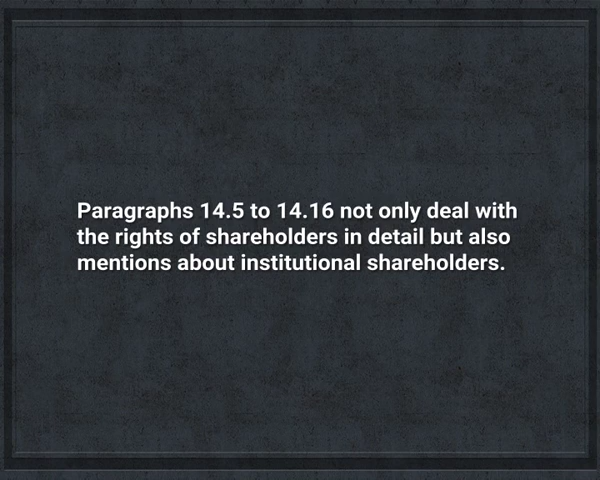 Paragraphs 14.5 to 14.16 not only deal with
the rights of shareholders in detail but also
mentions about institutional shareholders.